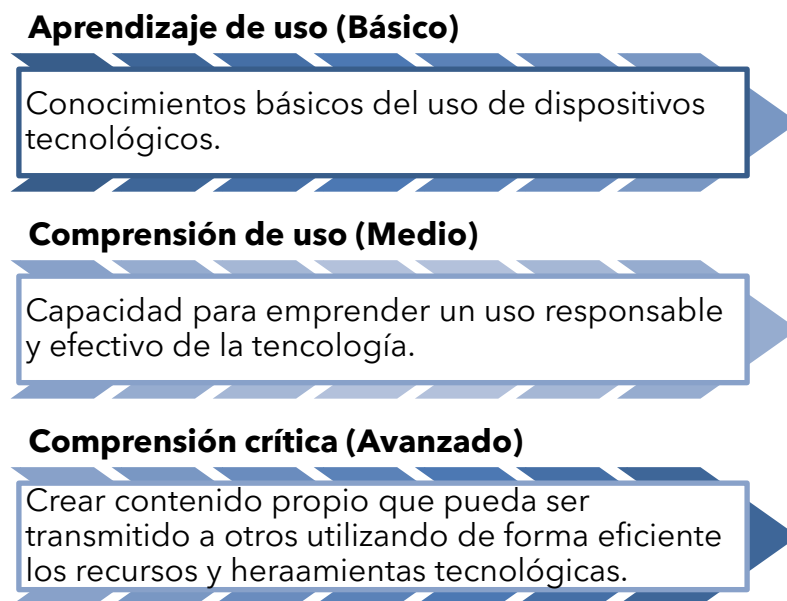 Aprendizaje de uso (Básico)
Conocimientos básicos del uso de dispositivos
tecnológicos.
Comprensión de uso (Medio)
Capacidad para emprender un uso responsable
y efectivo de la tencología.
Comprensión crítica (Avanzado)
Crear contenido propio que pueda ser
transmitido a otros utilizando de forma eficiente
los recursos y heraamientas tecnológicas.